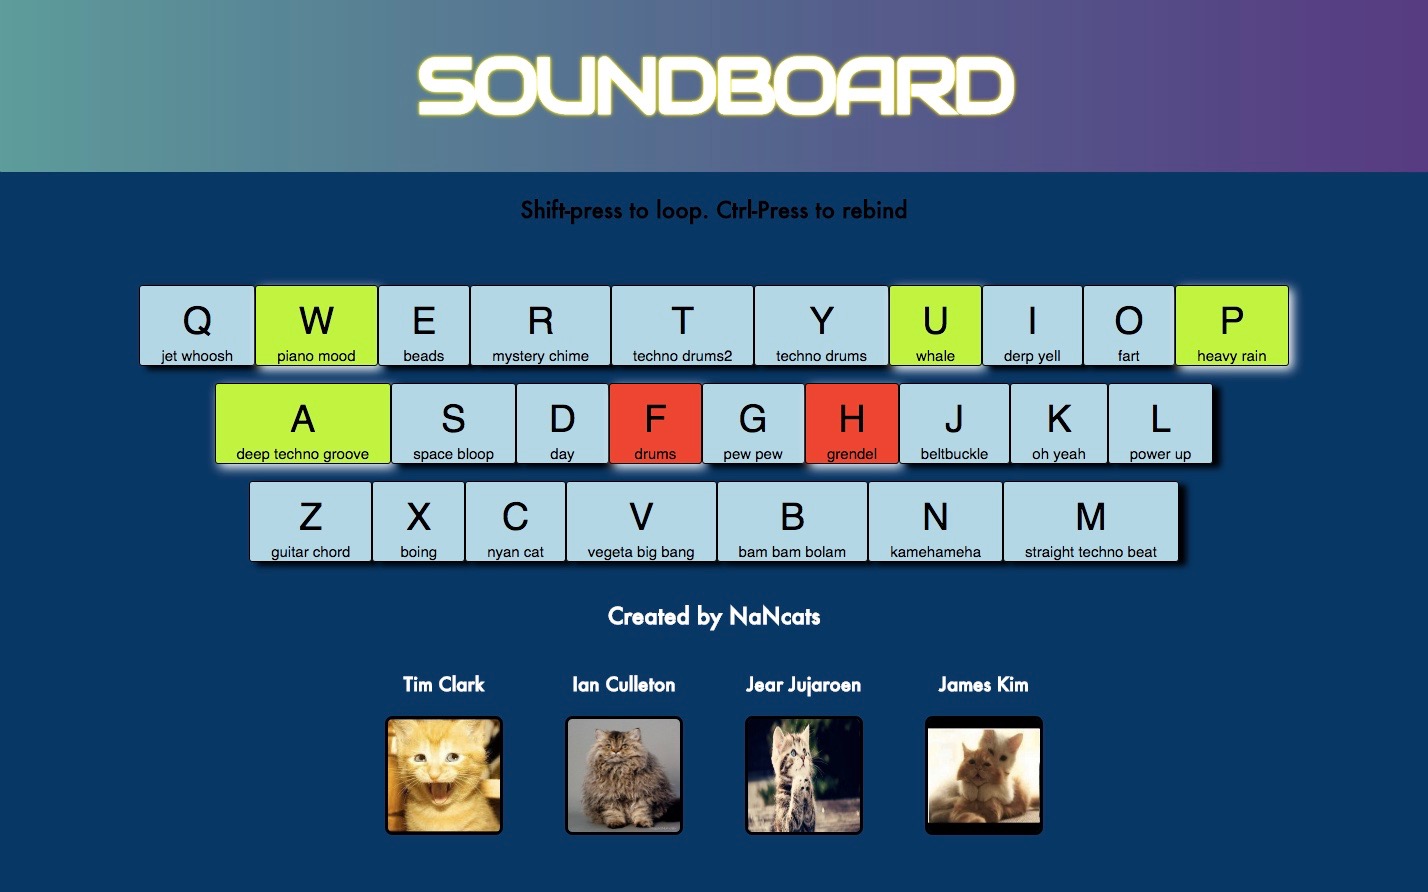 SOUNDBOARD
Shift-press to loop. Ctrl-Press to rebind
Q W E R T Y U I O P
jet whoosh piano mood beads mystery chime techno drums2 techno drums whale derp yell fart heavy rain
A S D F G H J K L
deep techno groove space bloop day drums pew pew grendel beltbuckle oh yeah power up
Z X C V B N M
guitar chord boing nyan cat vegeta big bang bam bam bolam kamehameha straight techno beat
Created by NaNcats
Tim Clark Ian Culleton Jear Jujaroen James Kim